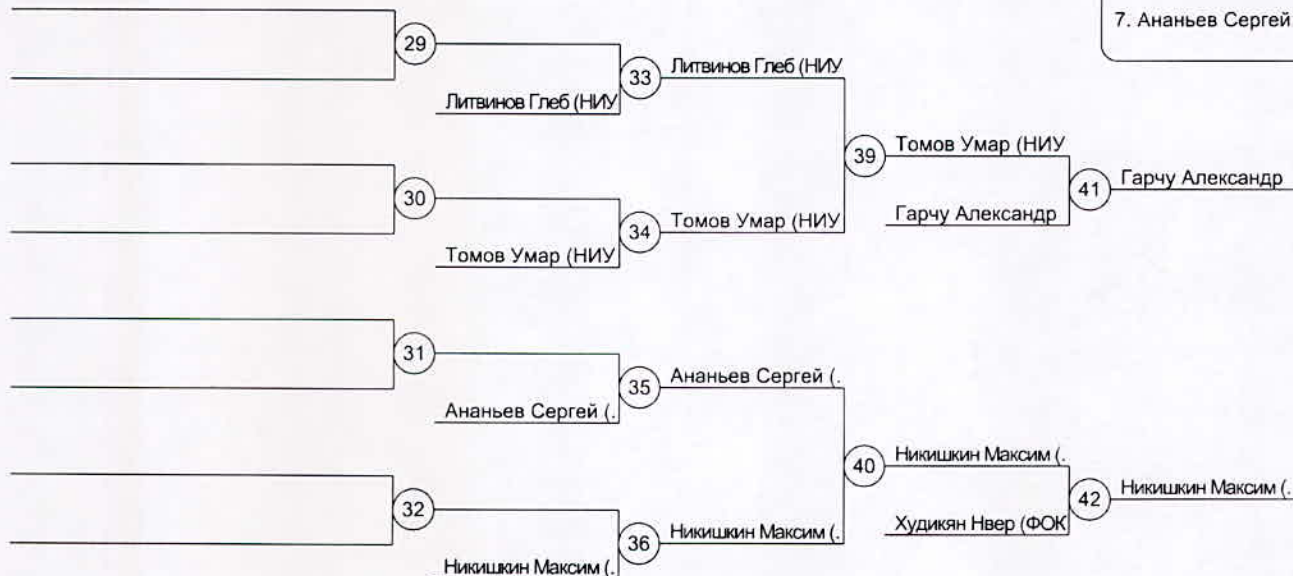 7. Ананьев Сергей
29
33
Литвинов Глеб (НИУ
Литвинов Глеб (НИУ
39
Томов Умар (НИУ
41
Гарчу Александр
30
34
Томов Умар (НИУ
Гарчу Александр
Томов Умар (НИУ
31
35
Ананьев Сергей (.
Ананьев Сергей (.
40
Никишкин Максим (.
42
Никишкин Максим (.
32
36
Никишкин Максим (.
Худикян Нвер (ФОК
Никишкин Максим (.